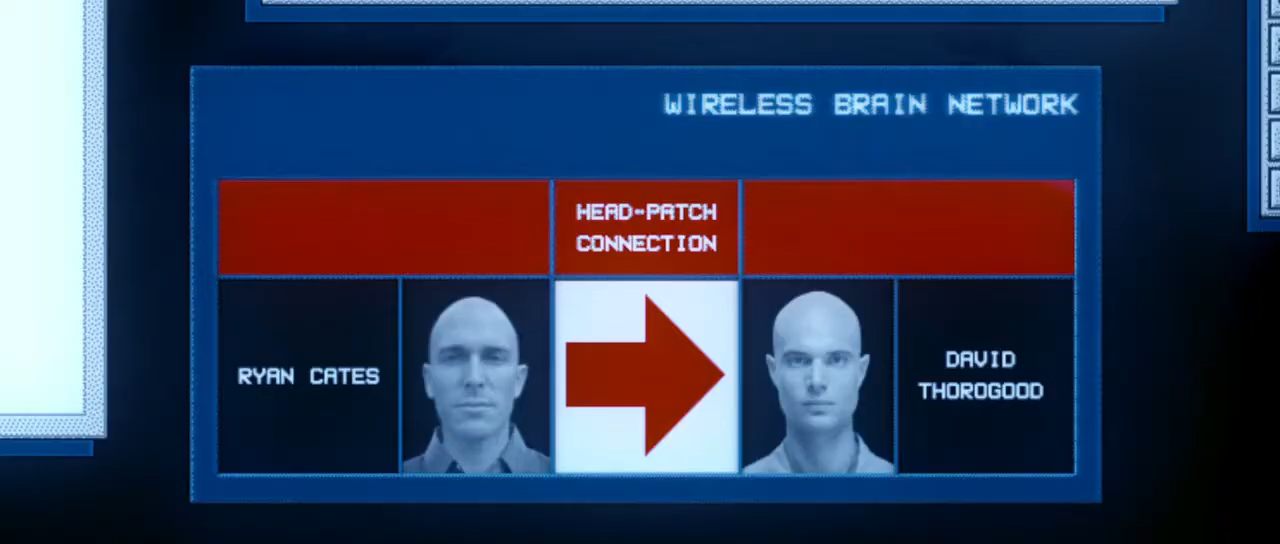 WIRELESS BRAIN NETWORK
HEAD-PATCH
CONNECTION
RYAN CATES
DAVID
THOROGOOD